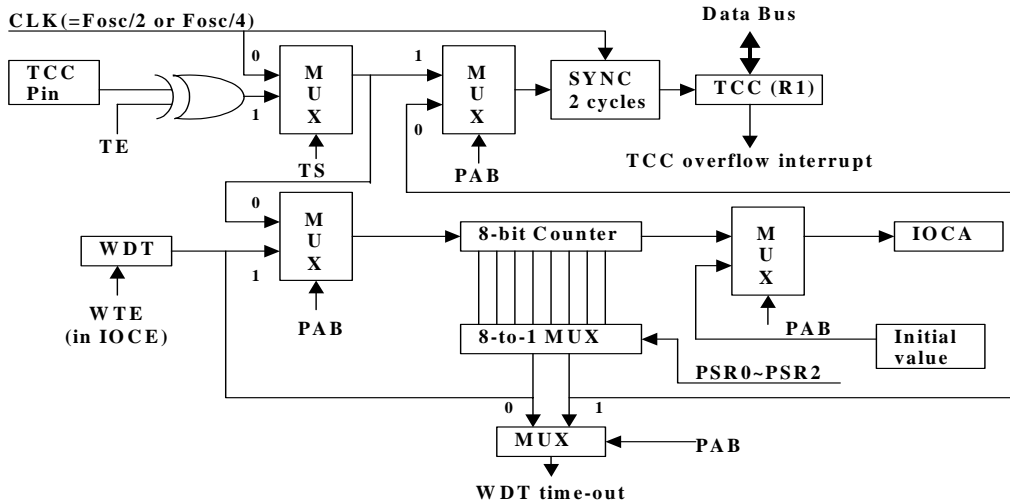 CLK(=Fosc/2 or Fosc/4)
Data Bus
0
1
TCC
Pin
M
U
X
1
0
M
U
X
SYNC
2 cycles
TCC (R1)
1
TE
TS
PAB
TCC overflow interrupt
0
1
M
U
X
WDT
8-bit Counter
M
U
X
IOCA
WTE
(in IOCE)
PAB
PAB
8-to-1 MUX
Initial
value
PSR0~PSR2
0
1
MUX
PAB
WDT time-out